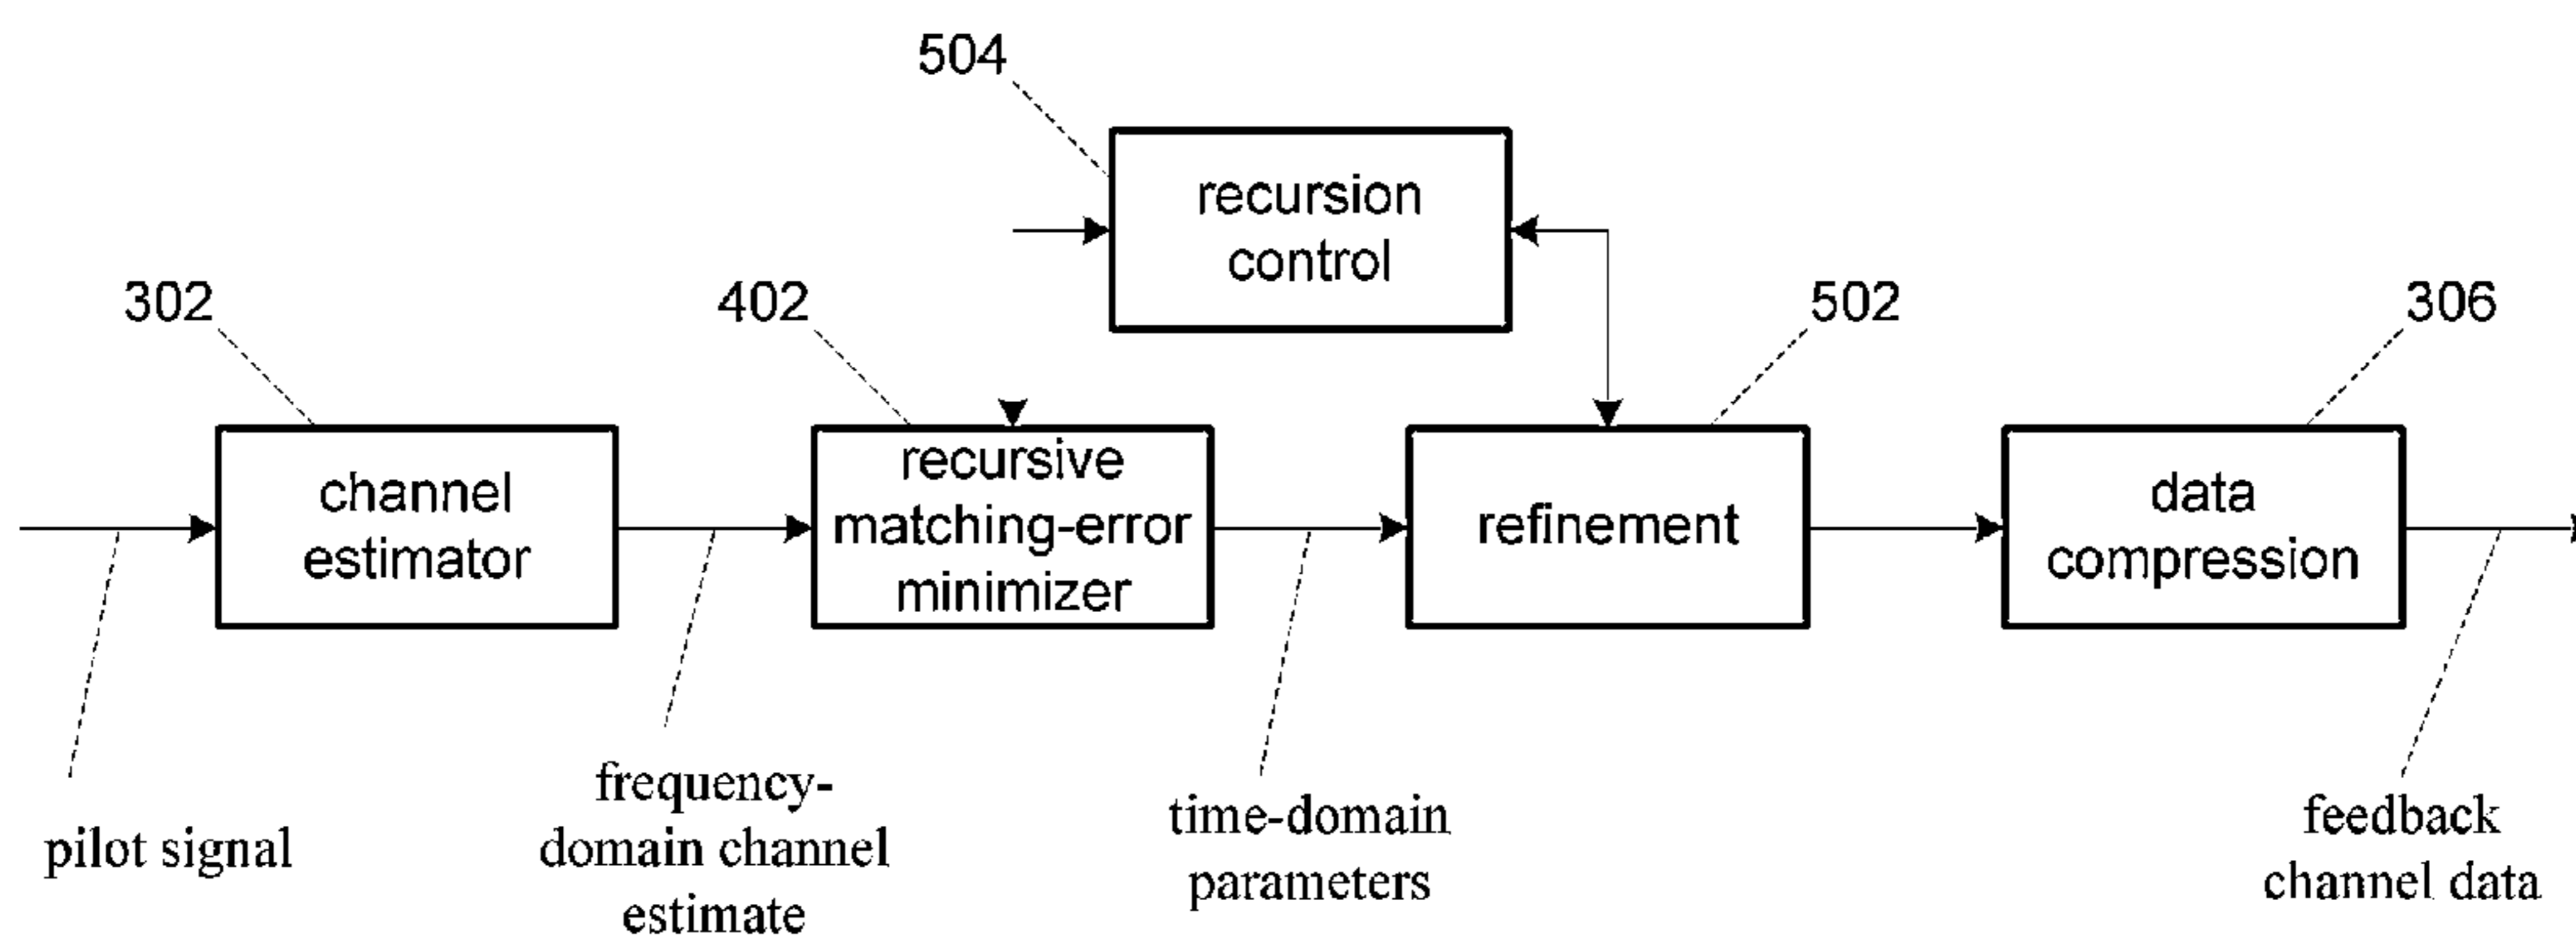 504
recursion
control
302
402
502
306
channel
estimator
recursive
matching-error
minimizer
refinement
data
compression
pilot signal
frequency-
domain channel
estimate
time-domain
parameters
feedback
channel data